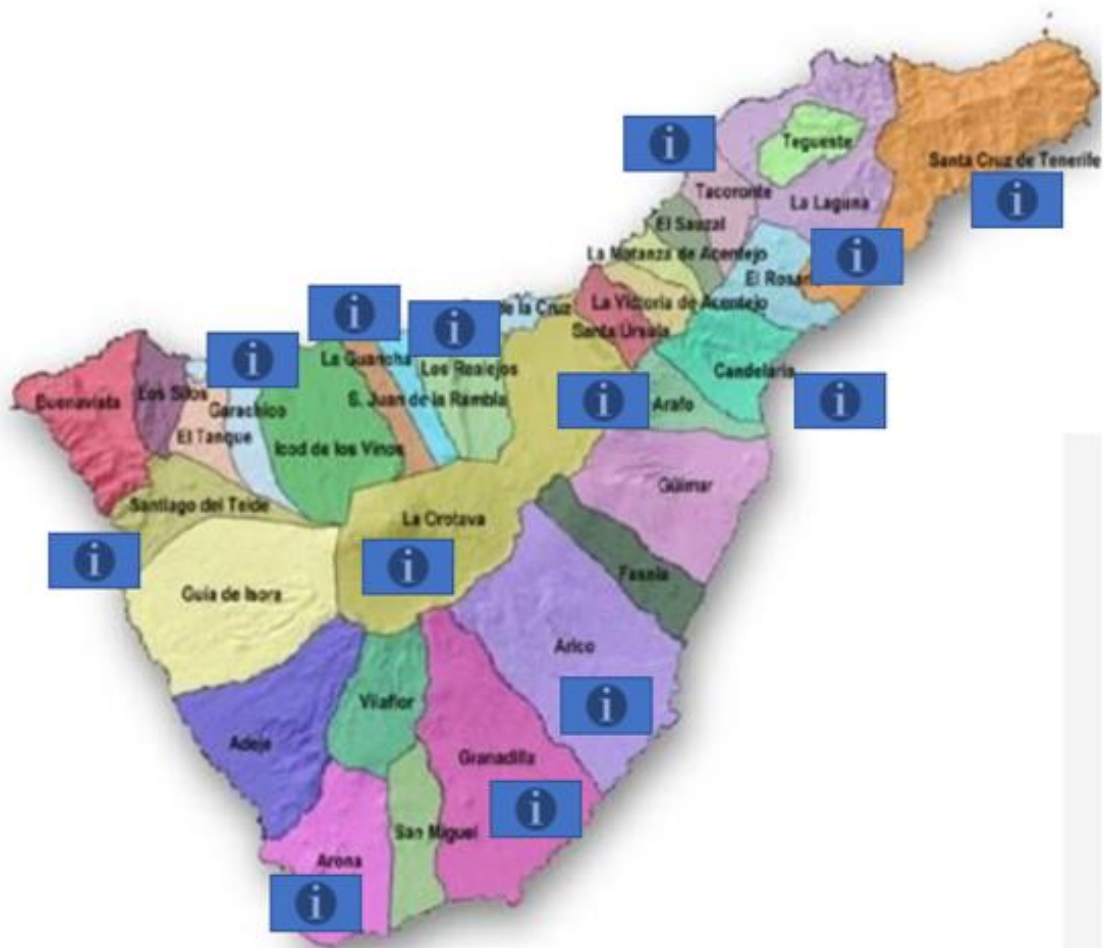 Tegueste
Santa Cruz de Tenerife
Tacoronte
La Laguna
El Sauzal
La Matanza de Acentejo
El Rosario
de la Cruz
La Victoria de Acentejo
Santa Úrsula
La Guancha
Los Realejos
Candelaria
Los Silos
Buenavista
Garachico
S. Juan de la Rambla
Arafo
El Tanque
Icod de los Vinos
Güímar
Santiago del Teide
La Orotava
Fasnia
Guía de Isora
Arico
Vilaflor
Adeje
Granadilla
San Miguel
Arona
i
i
i
i
i
i
i
i
i
i
i
i
i